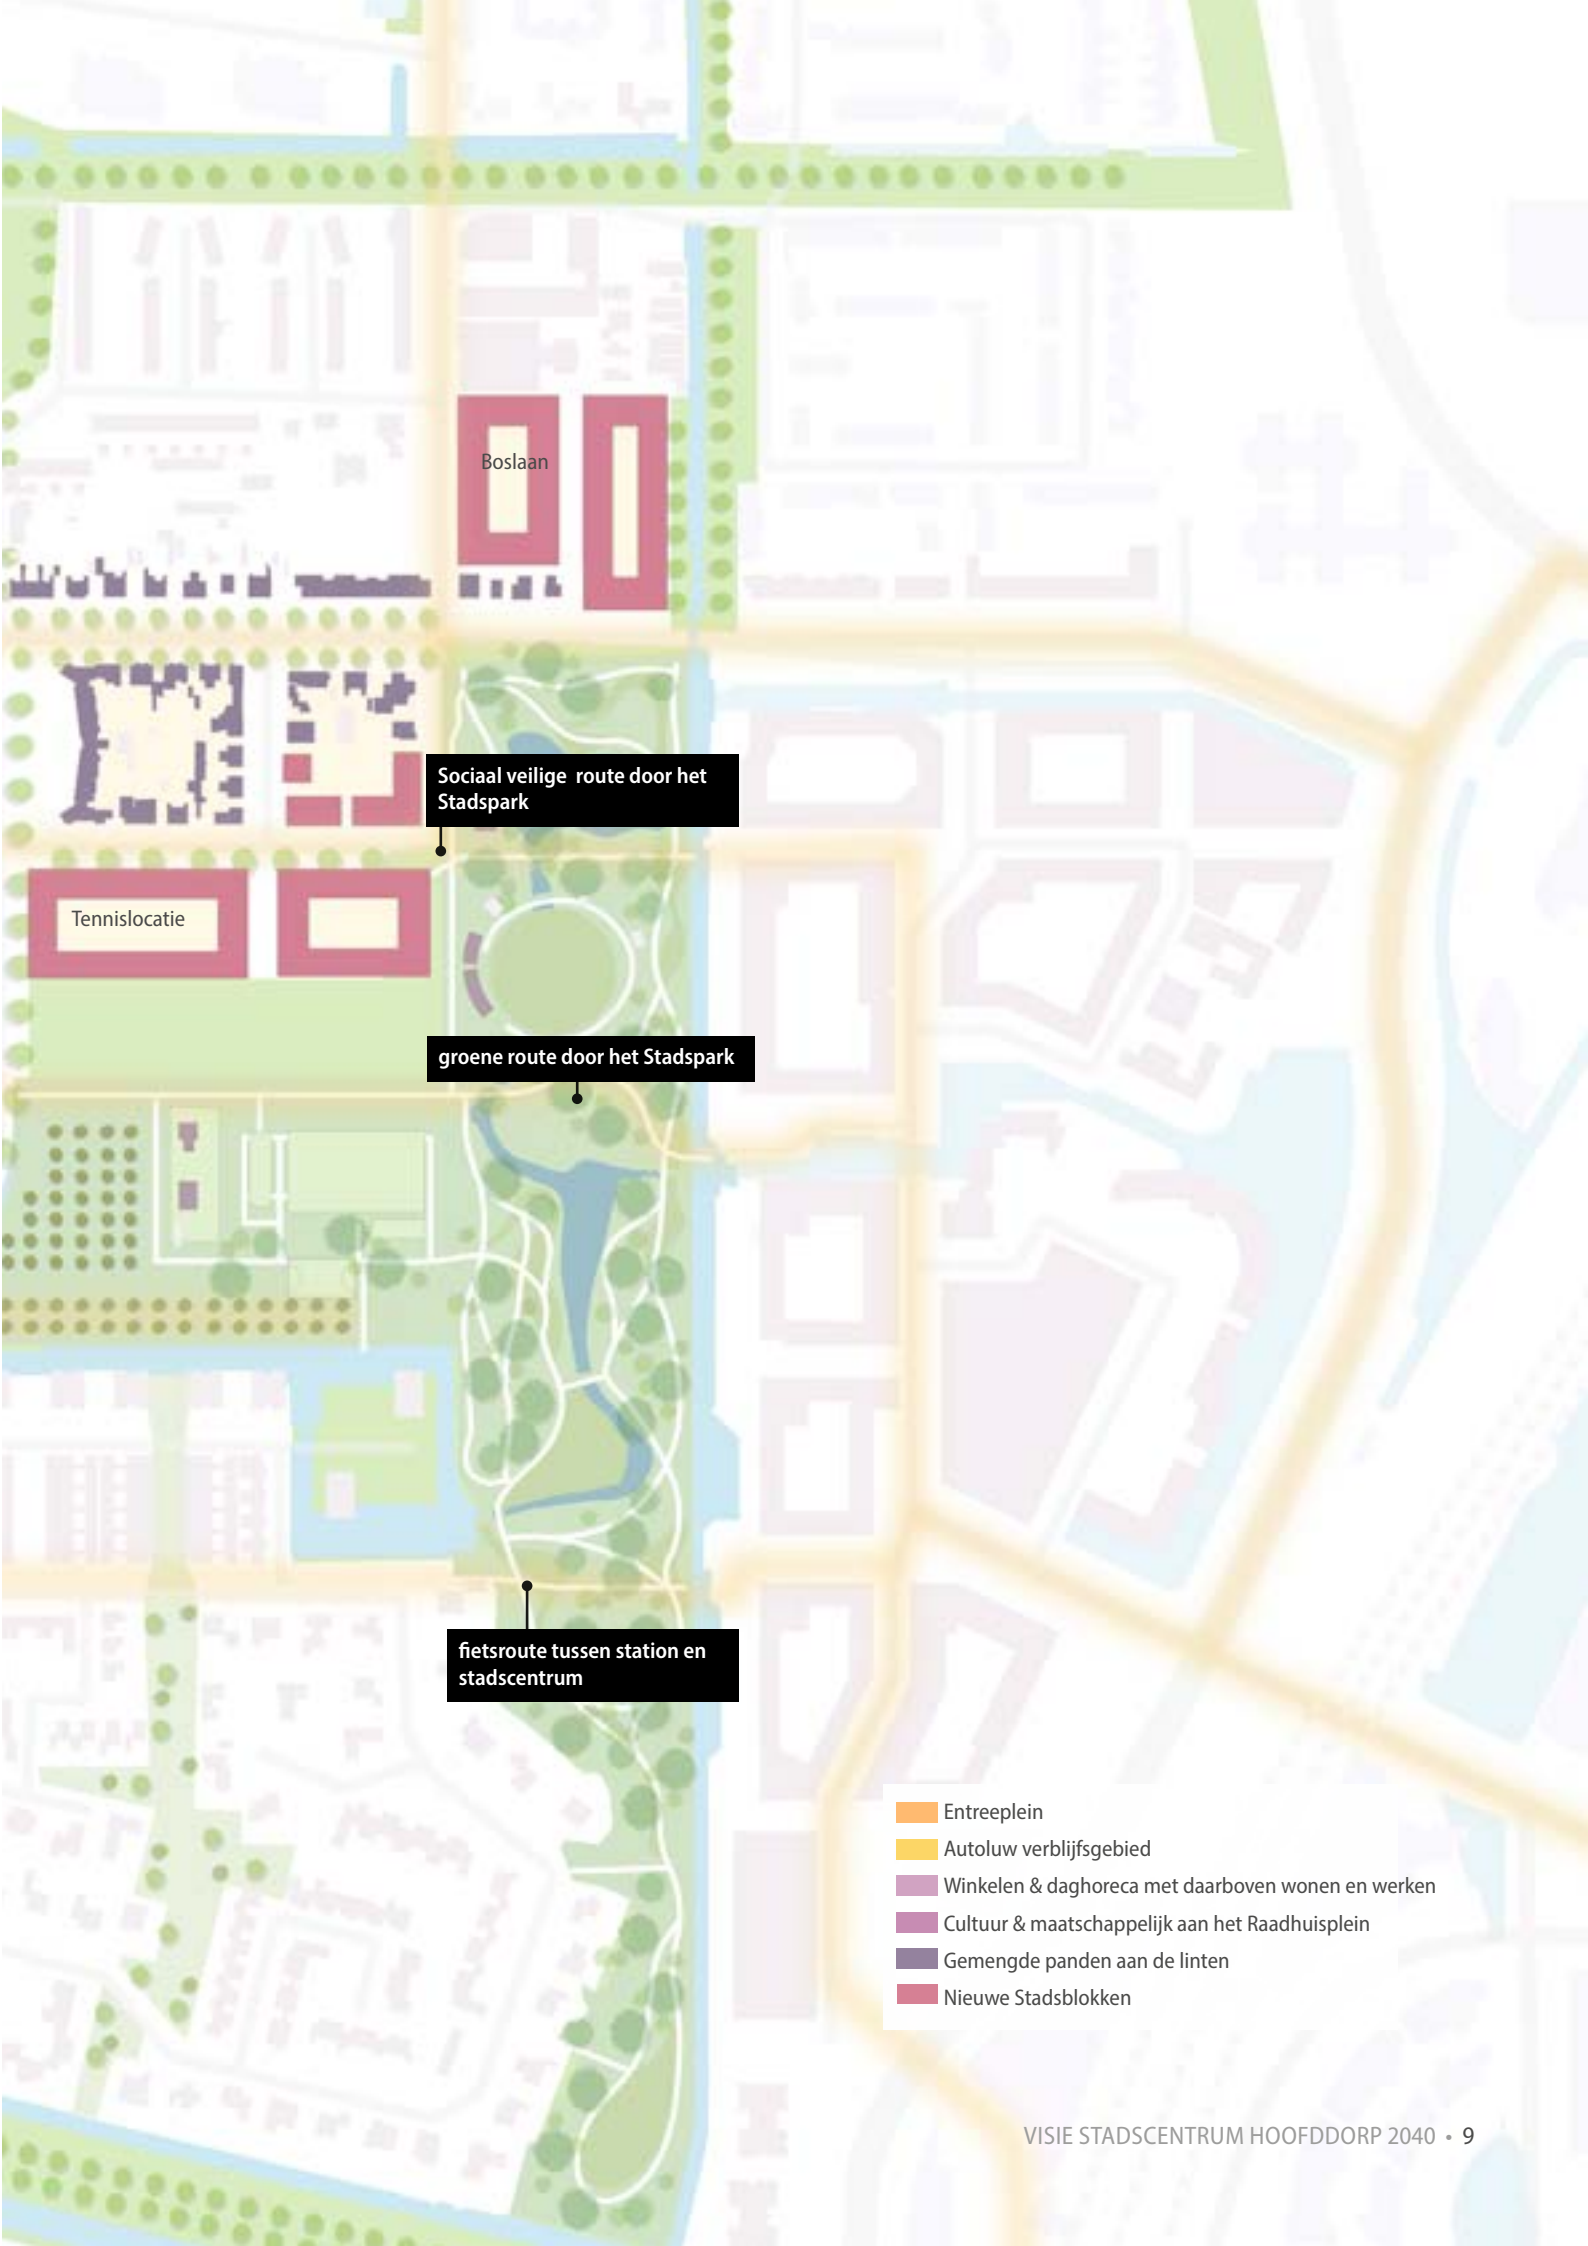 Boslaan
Sociaal veilige route door het
Stadspark
Tennislocatie
groene route door het Stadspark
fietsroute tussen station en
stadscentrum
Entreeplein
Autoluw verblijfsgebied
Winkelen & daghoreca met daarboven wonen en werken
Cultuur & maatschappelijk aan het Raadhuisplein
Gemengde panden aan de linten
Nieuwe Stadsblokken
VISIE STADSCENTRUM HOOFDDORP 2040 • 9